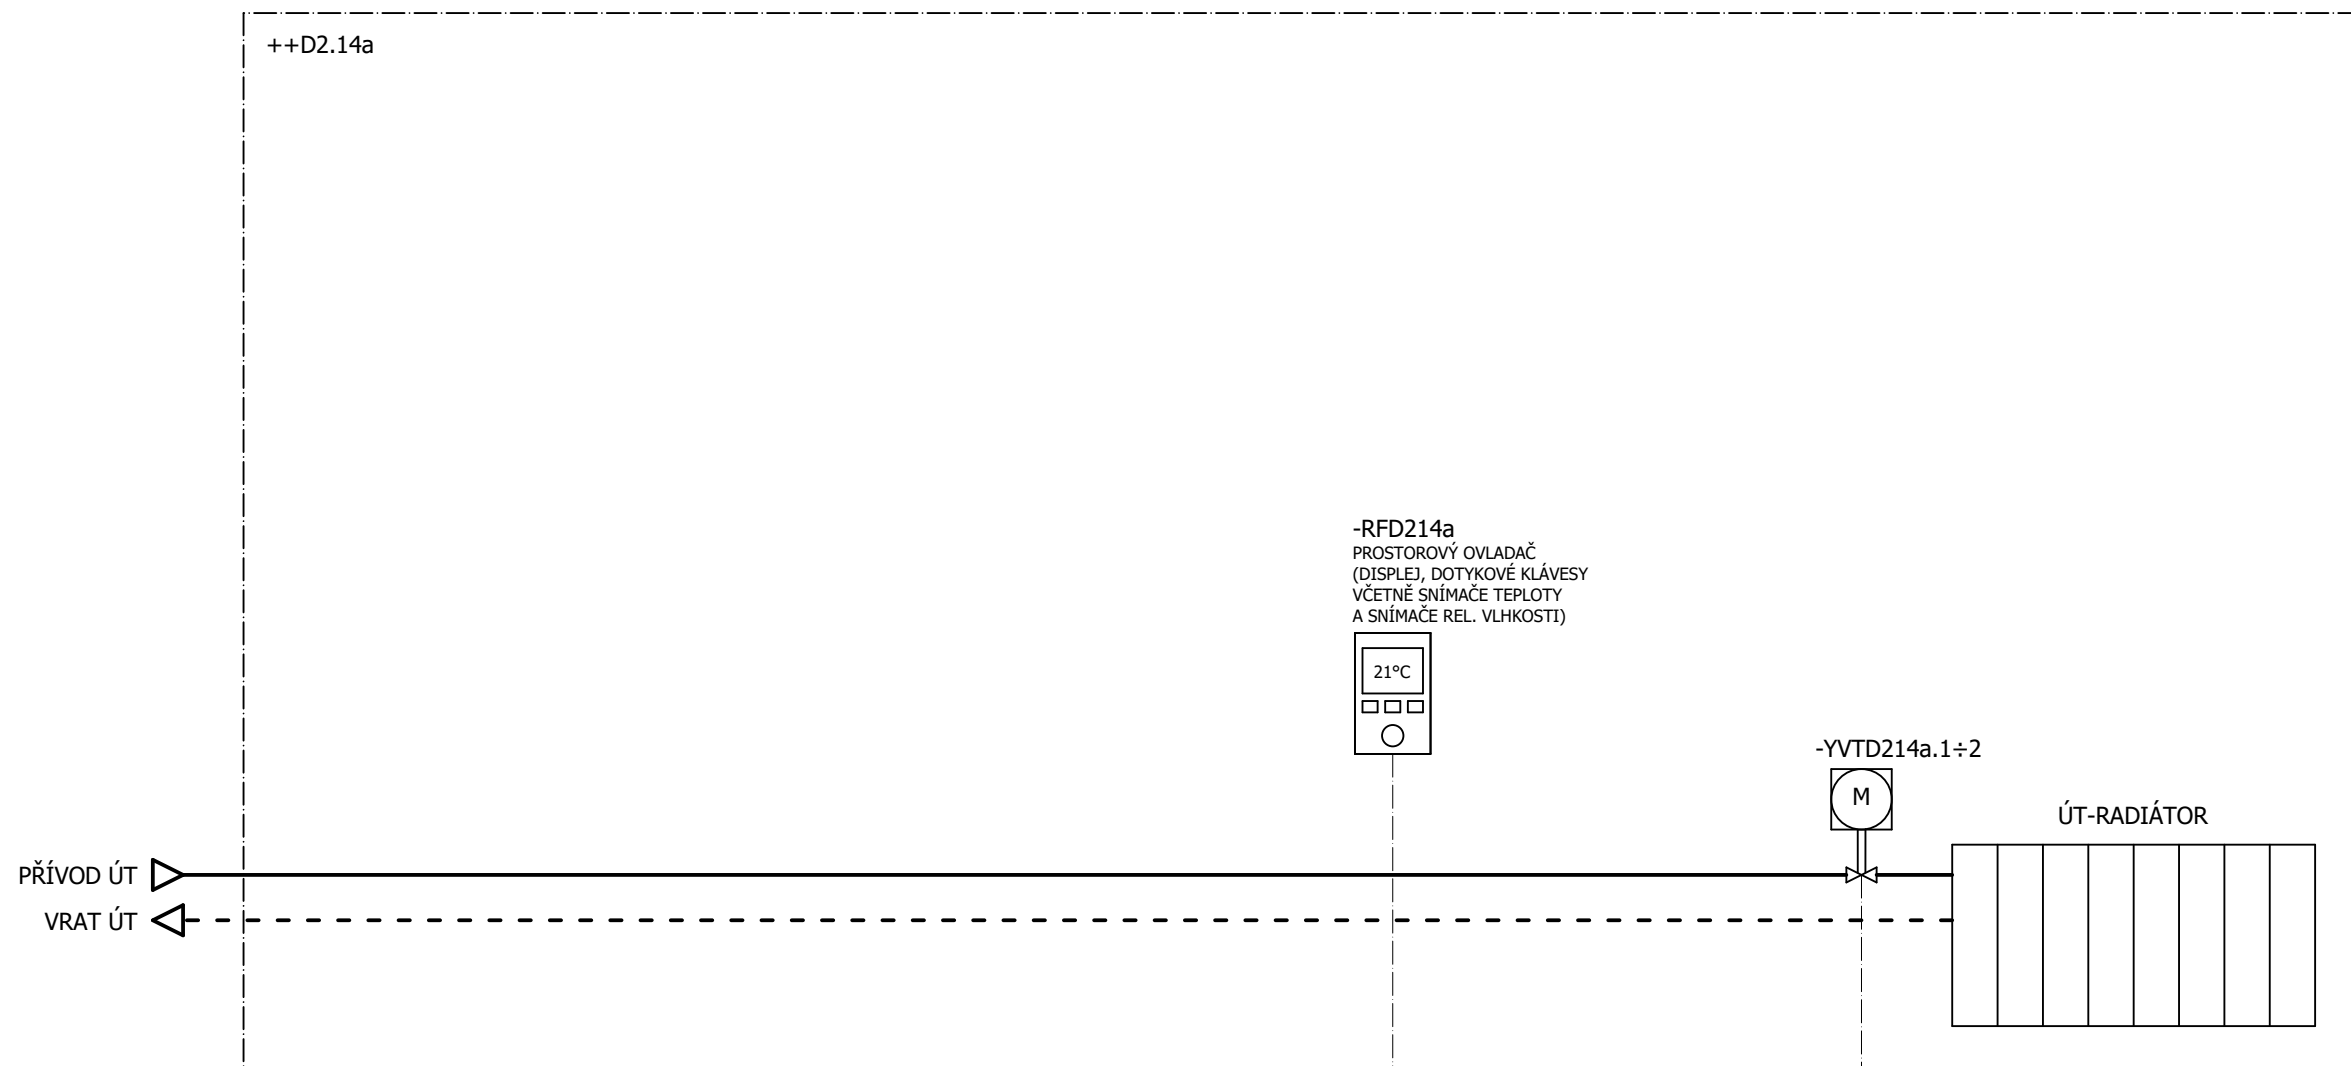 ++D2.14a
-RFD214a
PROSTOROVÝ OVLADAČ
(DISPLEJ, DOTYKOVÉ KLÁVESY
VČETNĚ SNÍMAČE TEPLOTY
A SNÍMAČE REL. VLHKOSTI)
21°C
-YVTD214a.1÷2
M
ÚT-RADIÁTOR
PŘÍVOD ÚT
VRAT ÚT